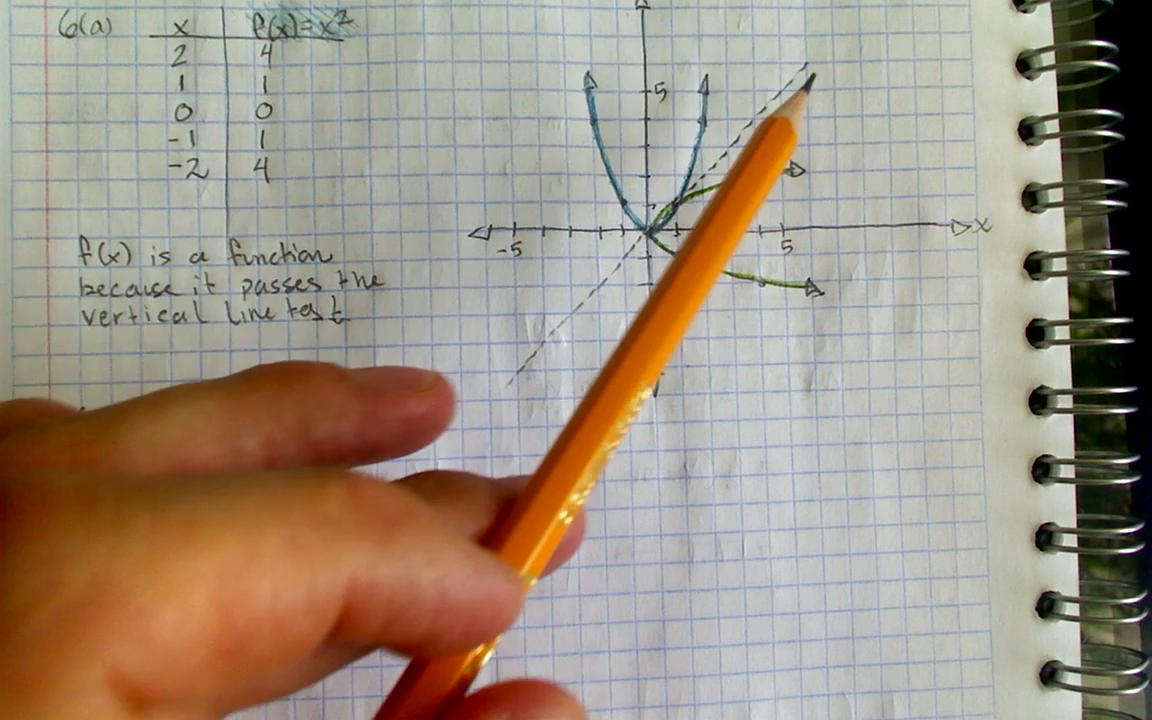 6(a) x f(x)=x²
2 4
1 1
0 0
-1 1
-2 4
f(x) is a function
because it passes the
vertical line test
5
-5 5 x